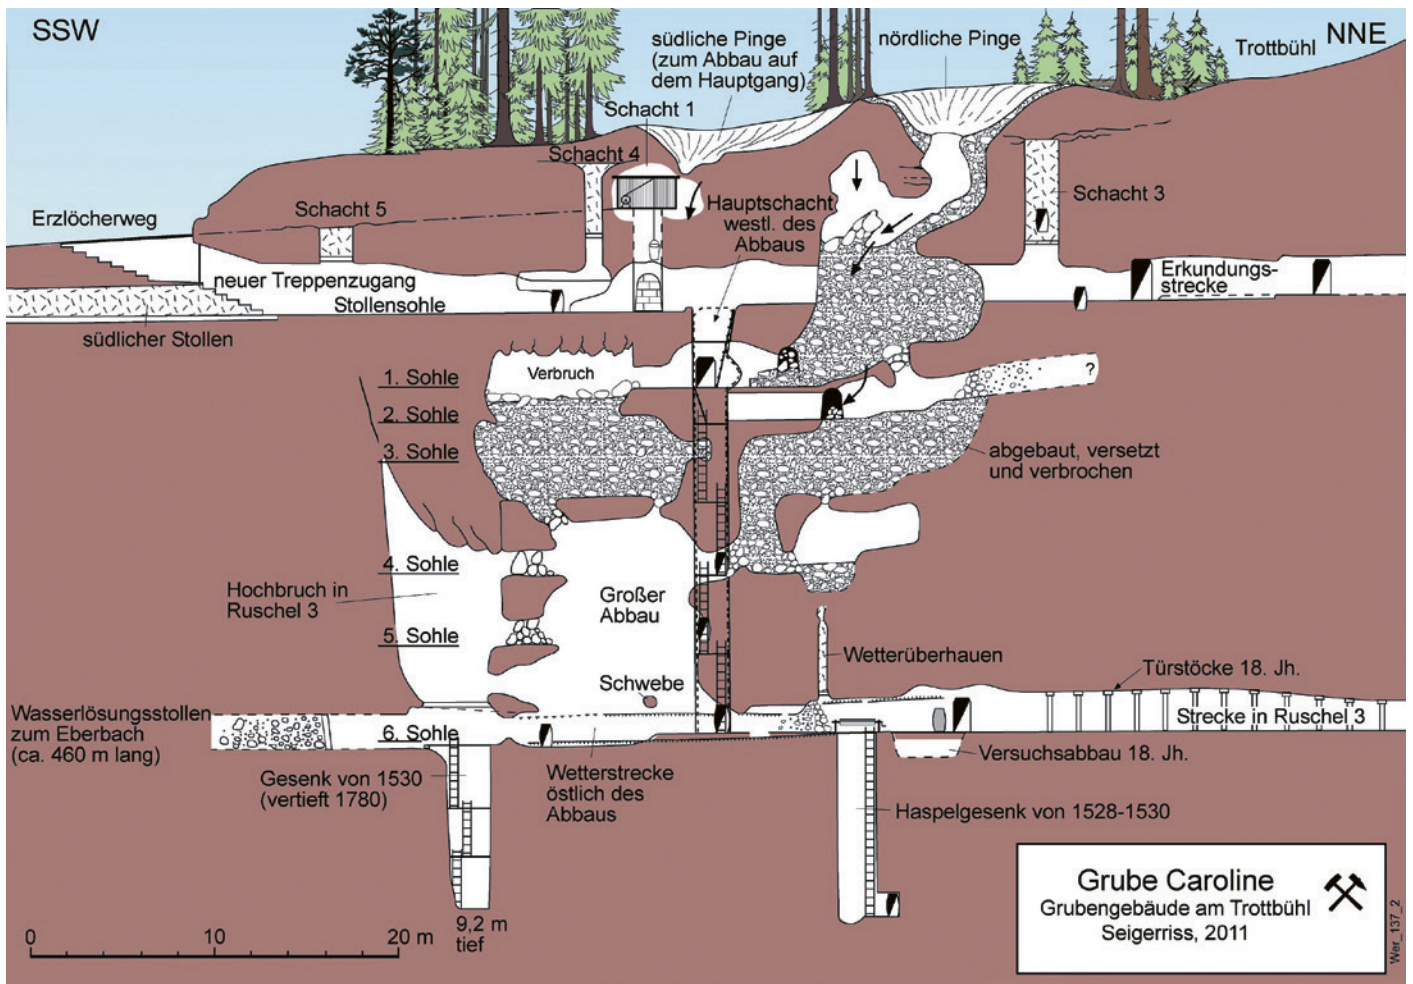 SSW
südliche Pinge
(zum Abbau auf
dem Hauptgang)
nördliche Pinge
Trottbühl
NNE
Schacht 1
Schacht 4
Schacht 3
Erzlöcherweg
Schacht 5
Hauptschacht
westl. des
Abbaus
neuer Treppenzugang
Stollensohle
Erkundungs-
strecke
südlicher Stollen
Verbruch
1. Sohle
?
2. Sohle
3. Sohle
abgebaut, versetzt
und verbrochen
4. Sohle
Hochbruch in
Ruschel 3
Großer
Abbau
5. Sohle
Wetterüberhauen
Schwebe
Türstöcke 18. Jh.
Wasserlösungsstollen
zum Eberbach
(ca. 460 m lang)
6. Sohle
Strecke in Ruschel 3
Gesenk von 1530
(vertieft 1780)
Wetterstrecke
östlich des
Abbaus
Versuchsabbau 18. Jh.
Haspelgesenk von 1528-1530
9,2 m
tief
0 10 20 m
Grube Caroline
Grubengebäude am Trottbühl
Seigerriss, 2011
Wer_137_2